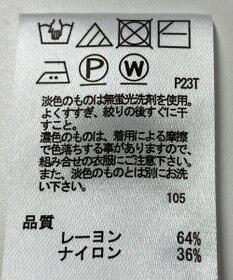 P W
P23T
淡色のものは無蛍光洗剤を使用。
よくすすぎ、絞りの後すぐに干
すこと。
濃色のものは、着用による摩擦
で色落ちする事がありますので、
組み合せの衣服にご注意下さい。
また、淡色のものとは別にお洗
い下さい。
105
品質
レーヨン 64%
ナイロン 36%